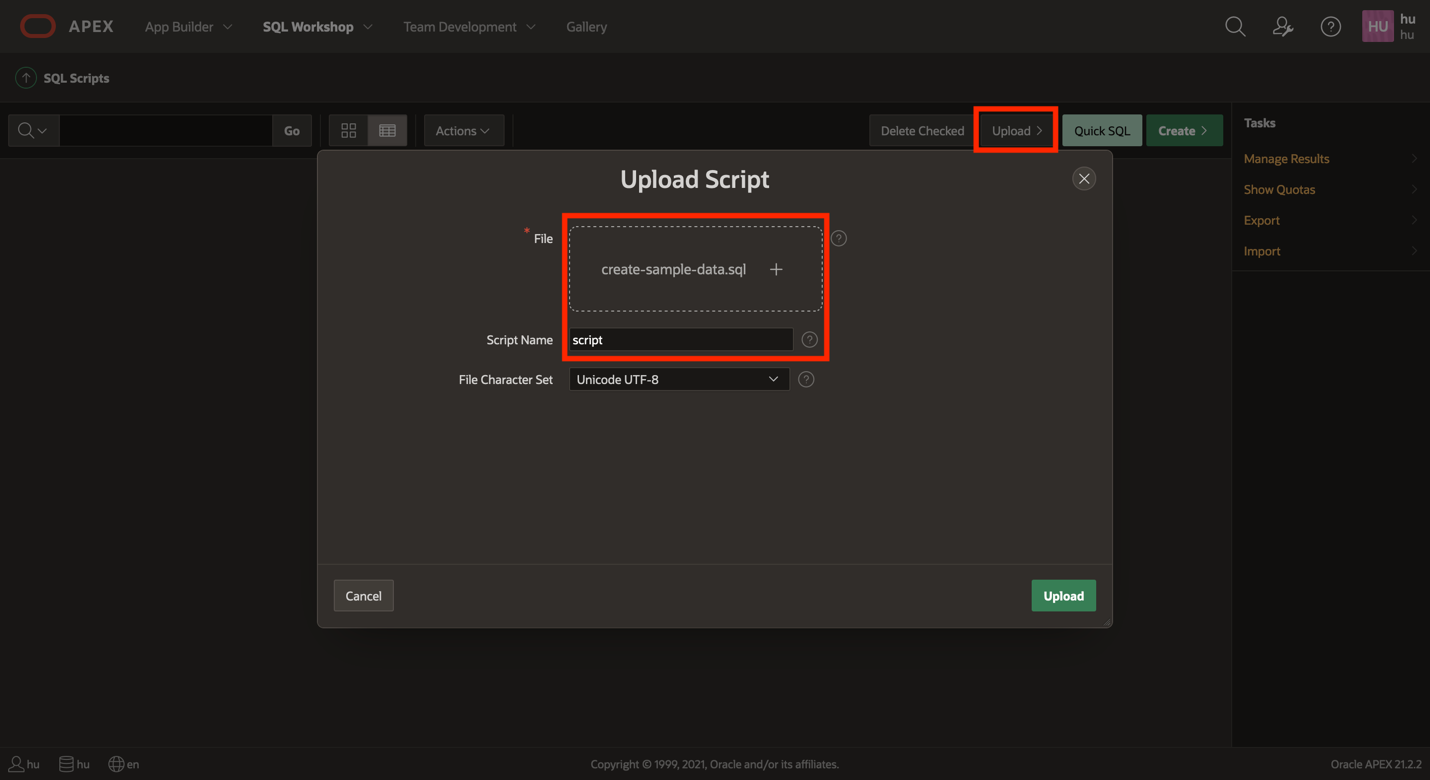 APEX App Builder SQL Workshop Team Development Gallery HU hu
hu
SQL Scripts
Go Actions Delete Checked Upload Quick SQL Create
Tasks
Manage Results
Show Quotas
Export
Import
Upload Script
* File
create-sample-data.sql +
Script Name script
File Character Set Unicode UTF-8
Cancel Upload
hu hu en Copyright © 1999, 2021, Oracle and/or its affiliates. Oracle APEX 21.2.2